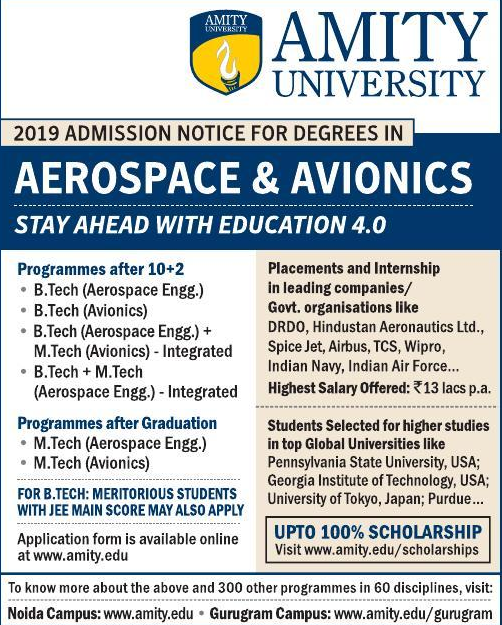 AMITY
UNIVERSITY
AMITY
UNIVERSITY
2019 ADMISSION NOTICE FOR DEGREES IN
AEROSPACE & AVIONICS
STAY AHEAD WITH EDUCATION 4.0
Programmes after 10+2
• B.Tech (Aerospace Engg.)
• B.Tech (Avionics)
• B.Tech (Aerospace Engg.) +
M.Tech (Avionics) - Integrated
• B.Tech + M.Tech
(Aerospace Engg.) - Integrated
Programmes after Graduation
• M.Tech (Aerospace Engg.)
• M.Tech (Avionics)
FOR B.TECH: MERITORIOUS STUDENTS
WITH JEE MAIN SCORE MAY ALSO APPLY
Application form is available online
at www.amity.edu
Placements and Internship
in leading companies/
Govt. organisations like
DRDO, Hindustan Aeronautics Ltd.,
Spice Jet, Airbus, TCS, Wipro,
Indian Navy, Indian Air Force...
Highest Salary Offered: ₹13 lacs p.a.
Students Selected for higher studies
in top Global Universities like
Pennsylvania State University, USA;
Georgia Institute of Technology, USA;
University of Tokyo, Japan; Purdue...
UPTO 100% SCHOLARSHIP
Visit www.amity.edu/scholarships
To know more about the above and 300 other programmes in 60 disciplines, visit:
Noida Campus: www.amity.edu • Gurugram Campus: www.amity.edu/gurugram